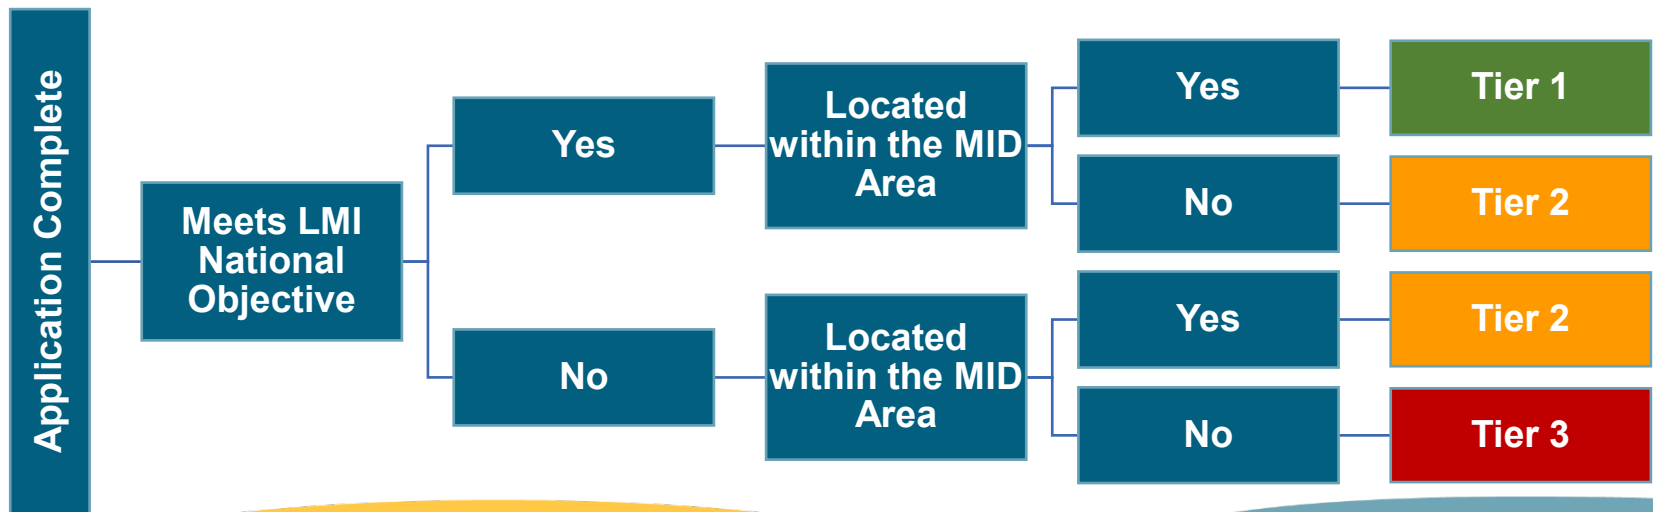 Application Complete
Meets LMI
National
Objective
Yes
Located
within the MID
Area
Yes
Tier 1
No
Tier 2
No
Located
within the MID
Area
Yes
Tier 2
No
Tier 3